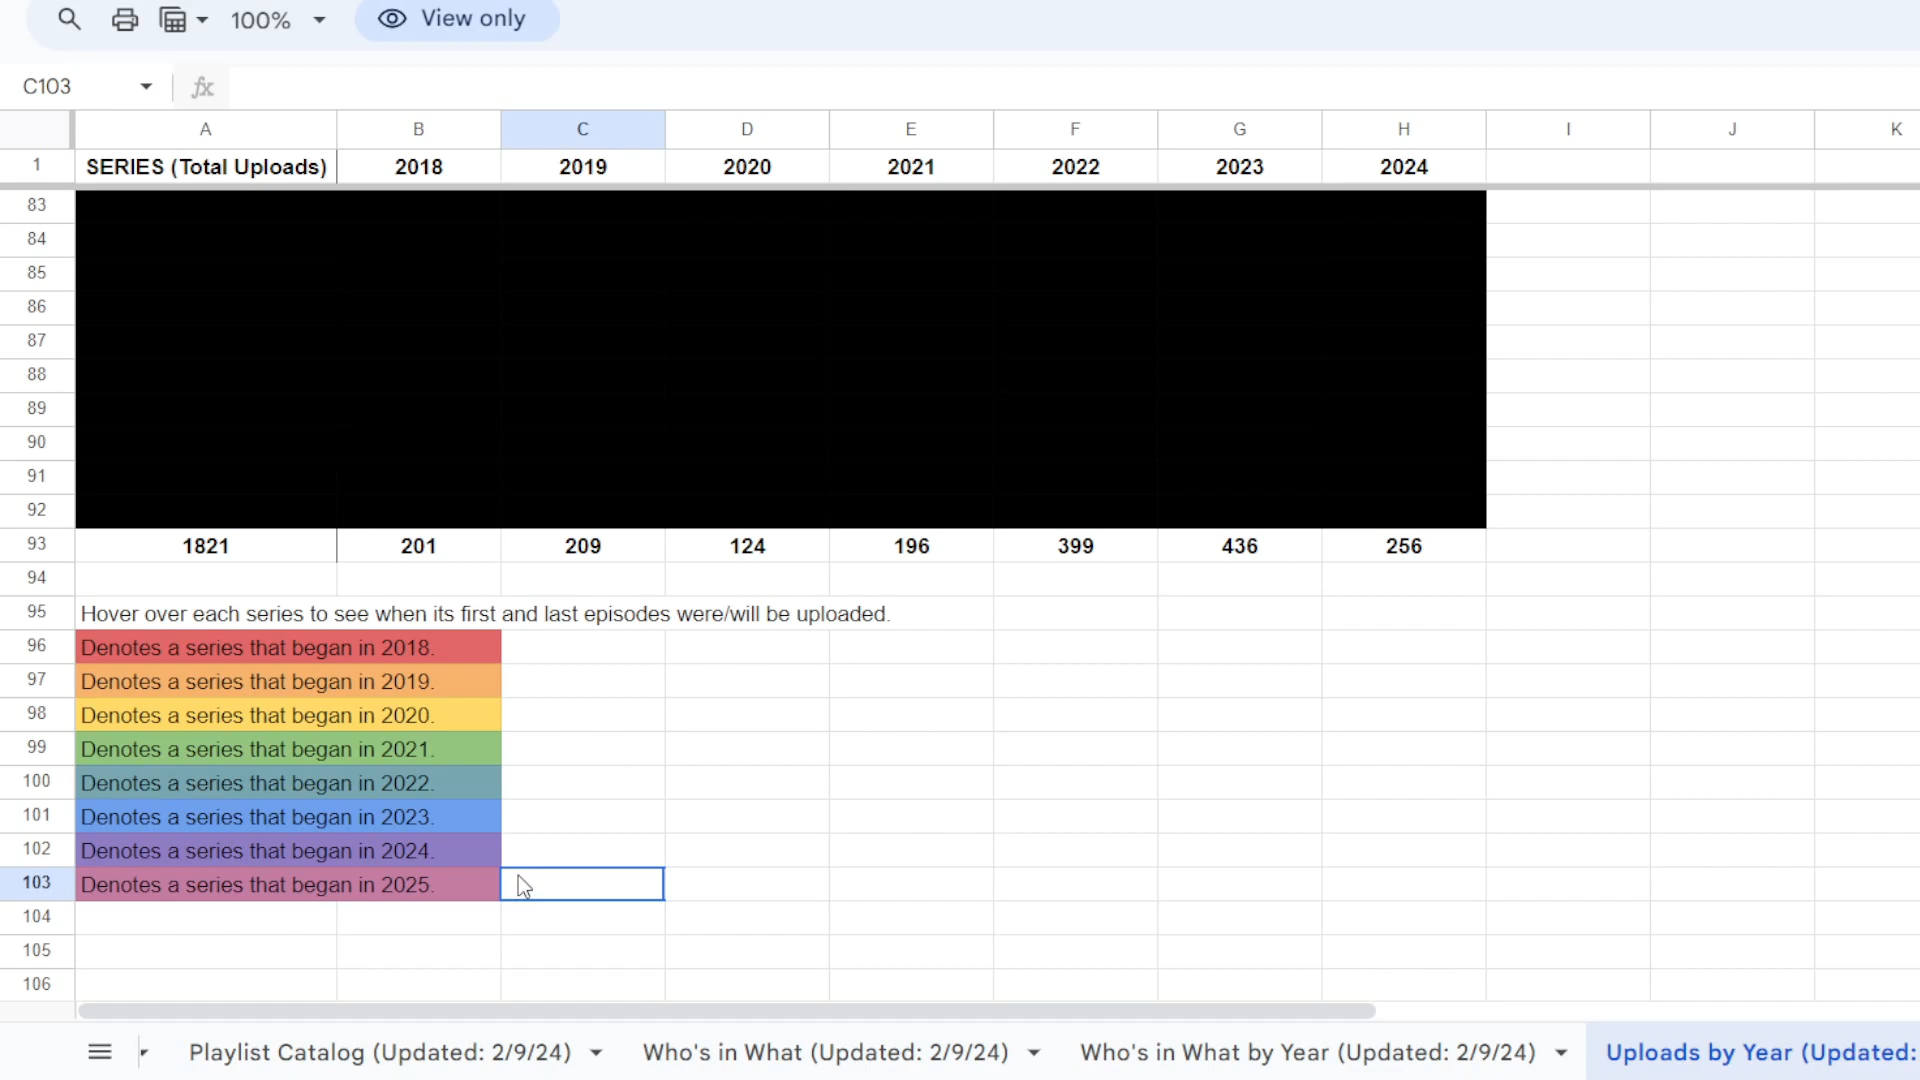 100% View only
C103 fx
A B C D E F G H I J K
1 SERIES (Total Uploads) 2018 2019 2020 2021 2022 2023 2024
83
84
85
86
87
88
89
90
91
92
93 1821 201 209 124 196 399 436 256
94
95 Hover over each series to see when its first and last episodes were/will be uploaded.
96 Denotes a series that began in 2018.
97 Denotes a series that began in 2019.
98 Denotes a series that began in 2020.
99 Denotes a series that began in 2021.
100 Denotes a series that began in 2022.
101 Denotes a series that began in 2023.
102 Denotes a series that began in 2024.
103 Denotes a series that began in 2025.
104
105
106
Playlist Catalog (Updated: 2/9/24) Who's in What (Updated: 2/9/24) Who's in What by Year (Updated: 2/9/24) Uploads by Year (Updated: